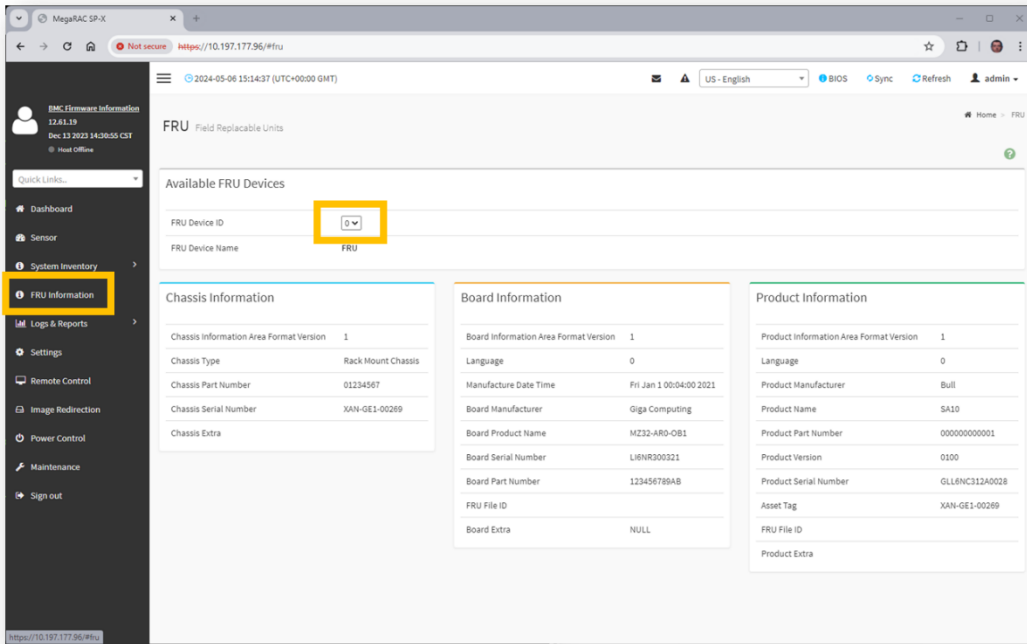 MegaRAC SP-X
Not secure https://10.197.177.96/#fru
2024-05-06 15:14:37 (UTC+00:00 GMT)
US - English
BIOS
Sync
Refresh
admin
BMC Firmware Information
12.61.19
Dec 13 2023 14:30:55 CST
Host Offline
Quick Links...
Dashboard
Sensor
System Inventory
FRU Information
Logs & Reports
Settings
Remote Control
Image Redirection
Power Control
Maintenance
Sign out
FRU Field Replacable Units
Home > FRU
Available FRU Devices
FRU Device ID 0
FRU Device Name FRU
Chassis Information
Chassis Information Area Format Version 1
Chassis Type Rack Mount Chassis
Chassis Part Number 01234567
Chassis Serial Number XAN-GE1-00269
Chassis Extra
Board Information
Board Information Area Format Version 1
Language 0
Manufacture Date Time Fri Jan 1 00:04:00 2021
Board Manufacturer Giga Computing
Board Product Name MZ32-AR0-OB1
Board Serial Number LI6NR300321
Board Part Number 123456789AB
FRU File ID
Board Extra NULL
Product Information
Product Information Area Format Version 1
Language 0
Product Manufacturer Bull
Product Name SA10
Product Part Number 000000000001
Product Version 0100
Product Serial Number GLL6NC312A0028
Asset Tag XAN-GE1-00269
FRU File ID
Product Extra
https://10.197.177.96/#fru